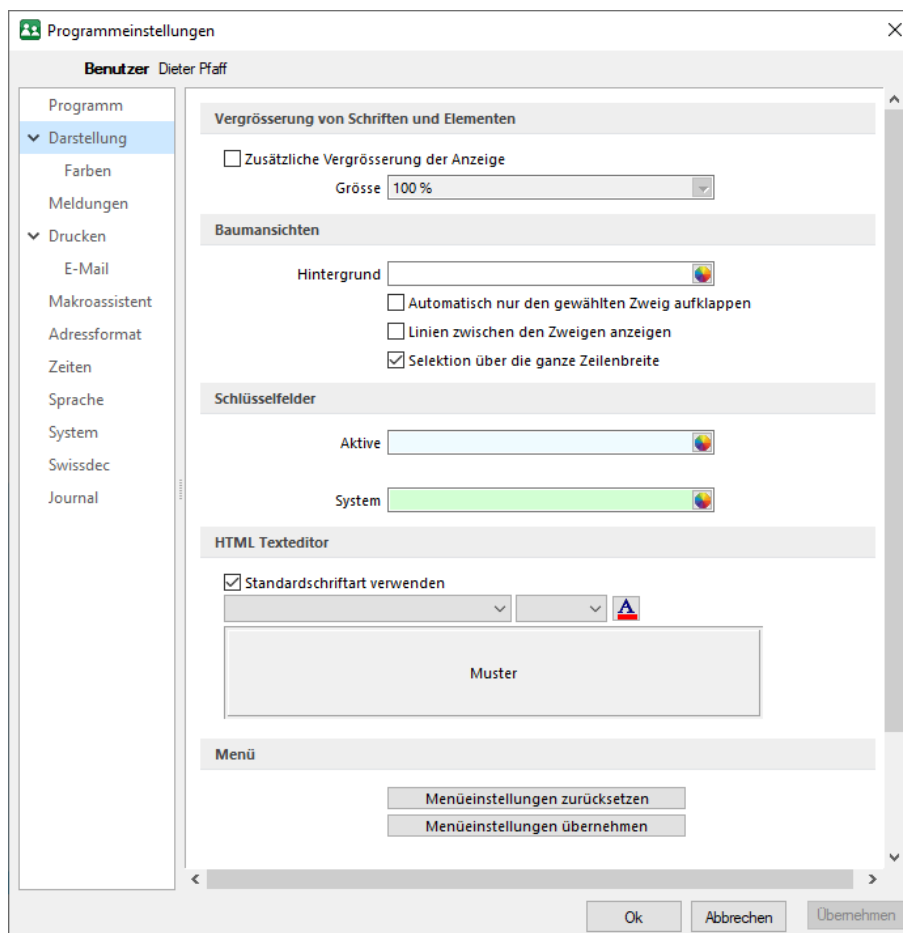 Programmeinstellungen
Benutzer Dieter Pfaff
Programm
Darstellung
Farben
Meldungen
Drucken
E-Mail
Makroassistent
Adressformat
Zeiten
Sprache
System
Swissdec
Journal
Vergrösserung von Schriften und Elementen
Zusätzliche Vergrösserung der Anzeige
Grösse 100 %
Baumansichten
Hintergrund
Automatisch nur den gewählten Zweig aufklappen
Linien zwischen den Zweigen anzeigen
Selektion über die ganze Zeilenbreite
Schlüsselfelder
Aktive
System
HTML Texteditor
Standardschriftart verwenden
A
Muster
Menü
Menüeinstellungen zurücksetzen
Menüeinstellungen übernehmen
Ok Abbrechen Übernehmen